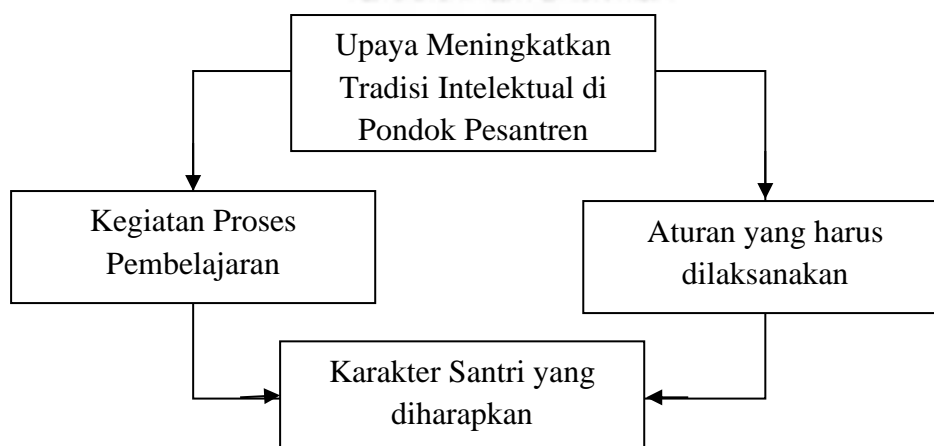 Upaya Meningkatkan
Tradisi Intelektual di
Pondok Pesantren
Kegiatan Proses
Pembelajaran
Aturan yang harus
dilaksanakan
Karakter Santri yang
diharapkan